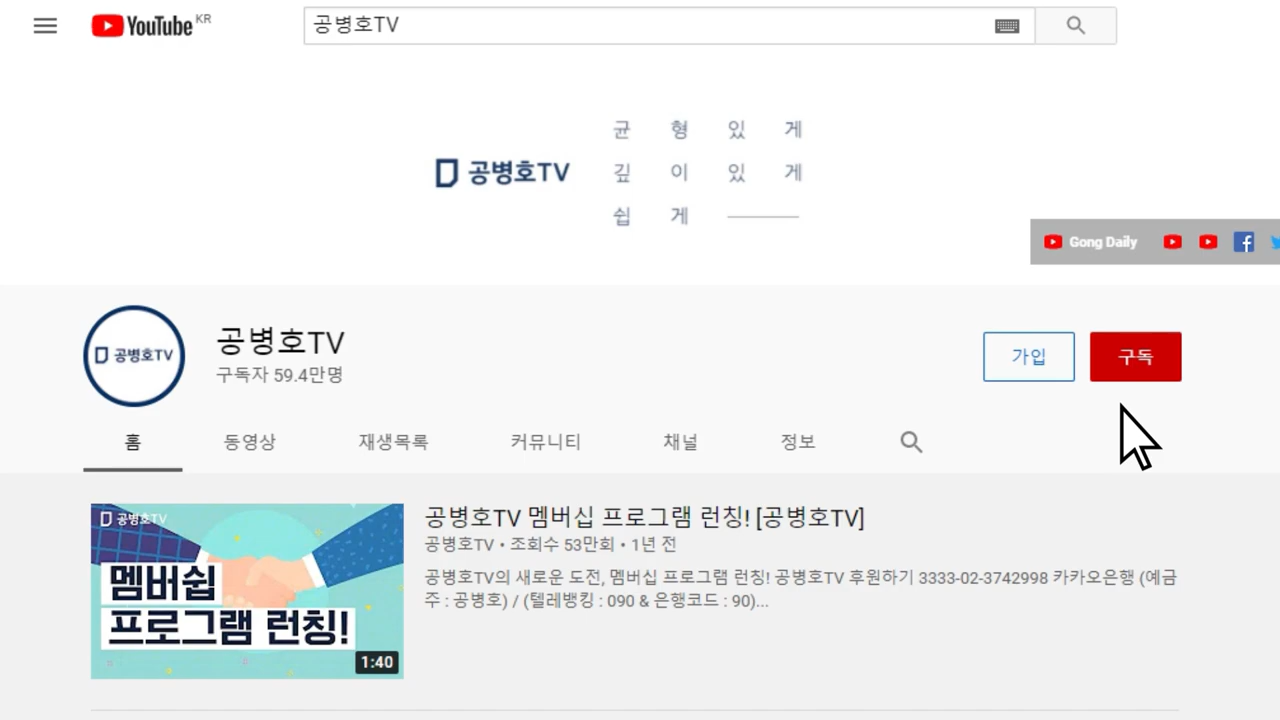 YouTube KR
공병호TV
균형있게
공병호TV 깊이있게
쉽게
Gong Daily
공병호TV
공병호TV
구독자 59.4만명
가입
구독
홈 동영상 재생목록 커뮤니티 채널 정보
공병호TV
멤버쉽
프로그램 런칭!
1:40
공병호TV 멤버십 프로그램 런칭! [공병호TV]
공병호TV • 조회수 53만회 • 1년 전
공병호TV의 새로운 도전, 멤버십 프로그램 런칭! 공병호TV 후원하기 3333-02-3742998 카카오은행 (예금
주 : 공병호) / (텔레뱅킹 : 090 & 은행코드 : 90)...